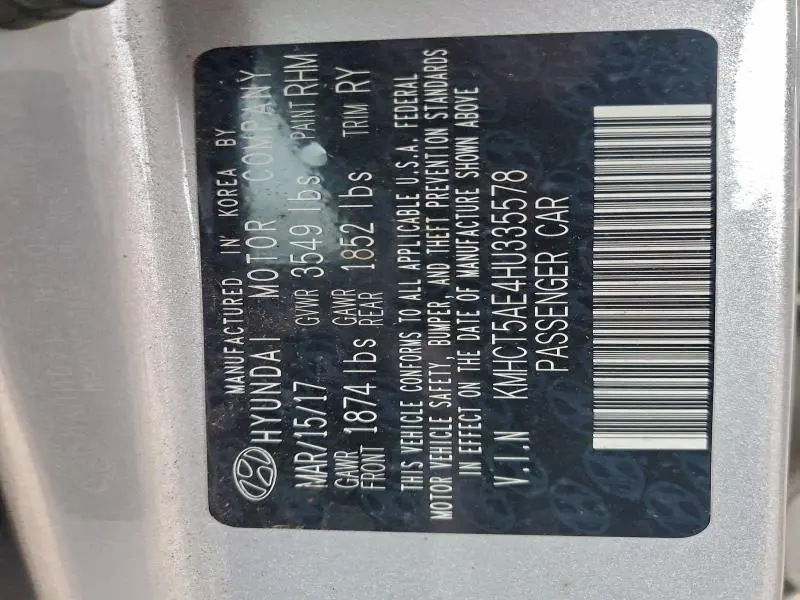 MANUFACTURED IN KOREA BY
HYUNDAI MOTOR COMPANY
MAR/15/17 GVWR 3549 lbs PAINT RHM
GAWR FRONT 1874 lbs GAWR REAR 1852 lbs TRIM RY
THIS VEHICLE CONFORMS TO ALL APPLICABLE U.S.A. FEDERAL
MOTOR VEHICLE SAFETY, BUMPER, AND THEFT PREVENTION STANDARDS
IN EFFECT ON THE DATE OF MANUFACTURE SHOWN ABOVE
V.I.N KMHCT5AE4HU335578
PASSENGER CAR